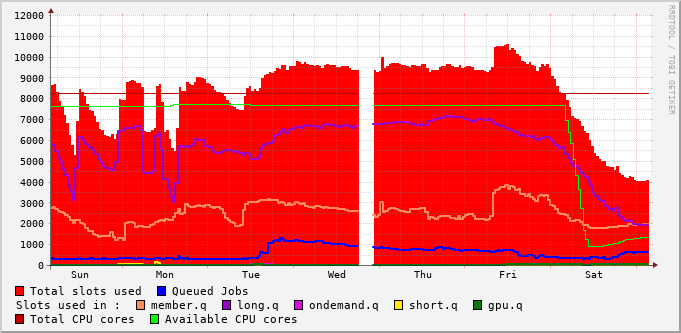 12000
11000
10000
9000
8000
7000
6000
5000
4000
3000
2000
1000
0
Sun Mon Tue Wed Thu Fri Sat
RRDTOOL / TOBI OETIKER
Total slots used Queued Jobs
Slots used in : member.q long.q ondemand.q short.q gpu.q
Total CPU cores Available CPU cores